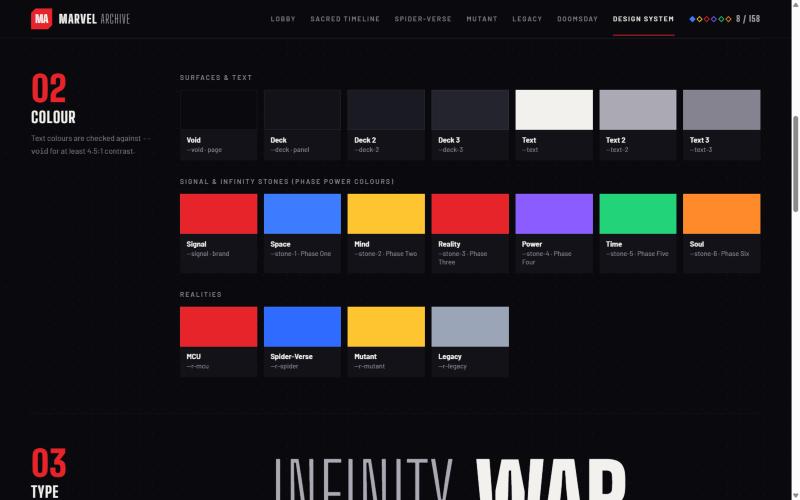 MA MARVEL ARCHIVE
LOBBY SACRED TIMELINE SPIDER-VERSE MUTANT LEGACY DOOMSDAY DESIGN SYSTEM 8 / 158
02
COLOUR
Text colours are checked against --
void for at least 4.5:1 contrast.
SURFACES & TEXT
Void
--void · page
Deck
--deck · panel
Deck 2
--deck-2
Deck 3
--deck-3
Text
--text
Text 2
--text-2
Text 3
--text-3
SIGNAL & INFINITY STONES (PHASE POWER COLOURS)
Signal
--signal · brand
Space
--stone-1 · Phase One
Mind
--stone-2 · Phase Two
Reality
--stone-3 · Phase
Three
Power
--stone-4 · Phase
Four
Time
--stone-5 · Phase Five
Soul
--stone-6 · Phase Six
REALITIES
MCU
--r-mcu
Spider-Verse
--r-spider
Mutant
--r-mutant
Legacy
--r-legacy
03
TYPE
INFINITY WAR